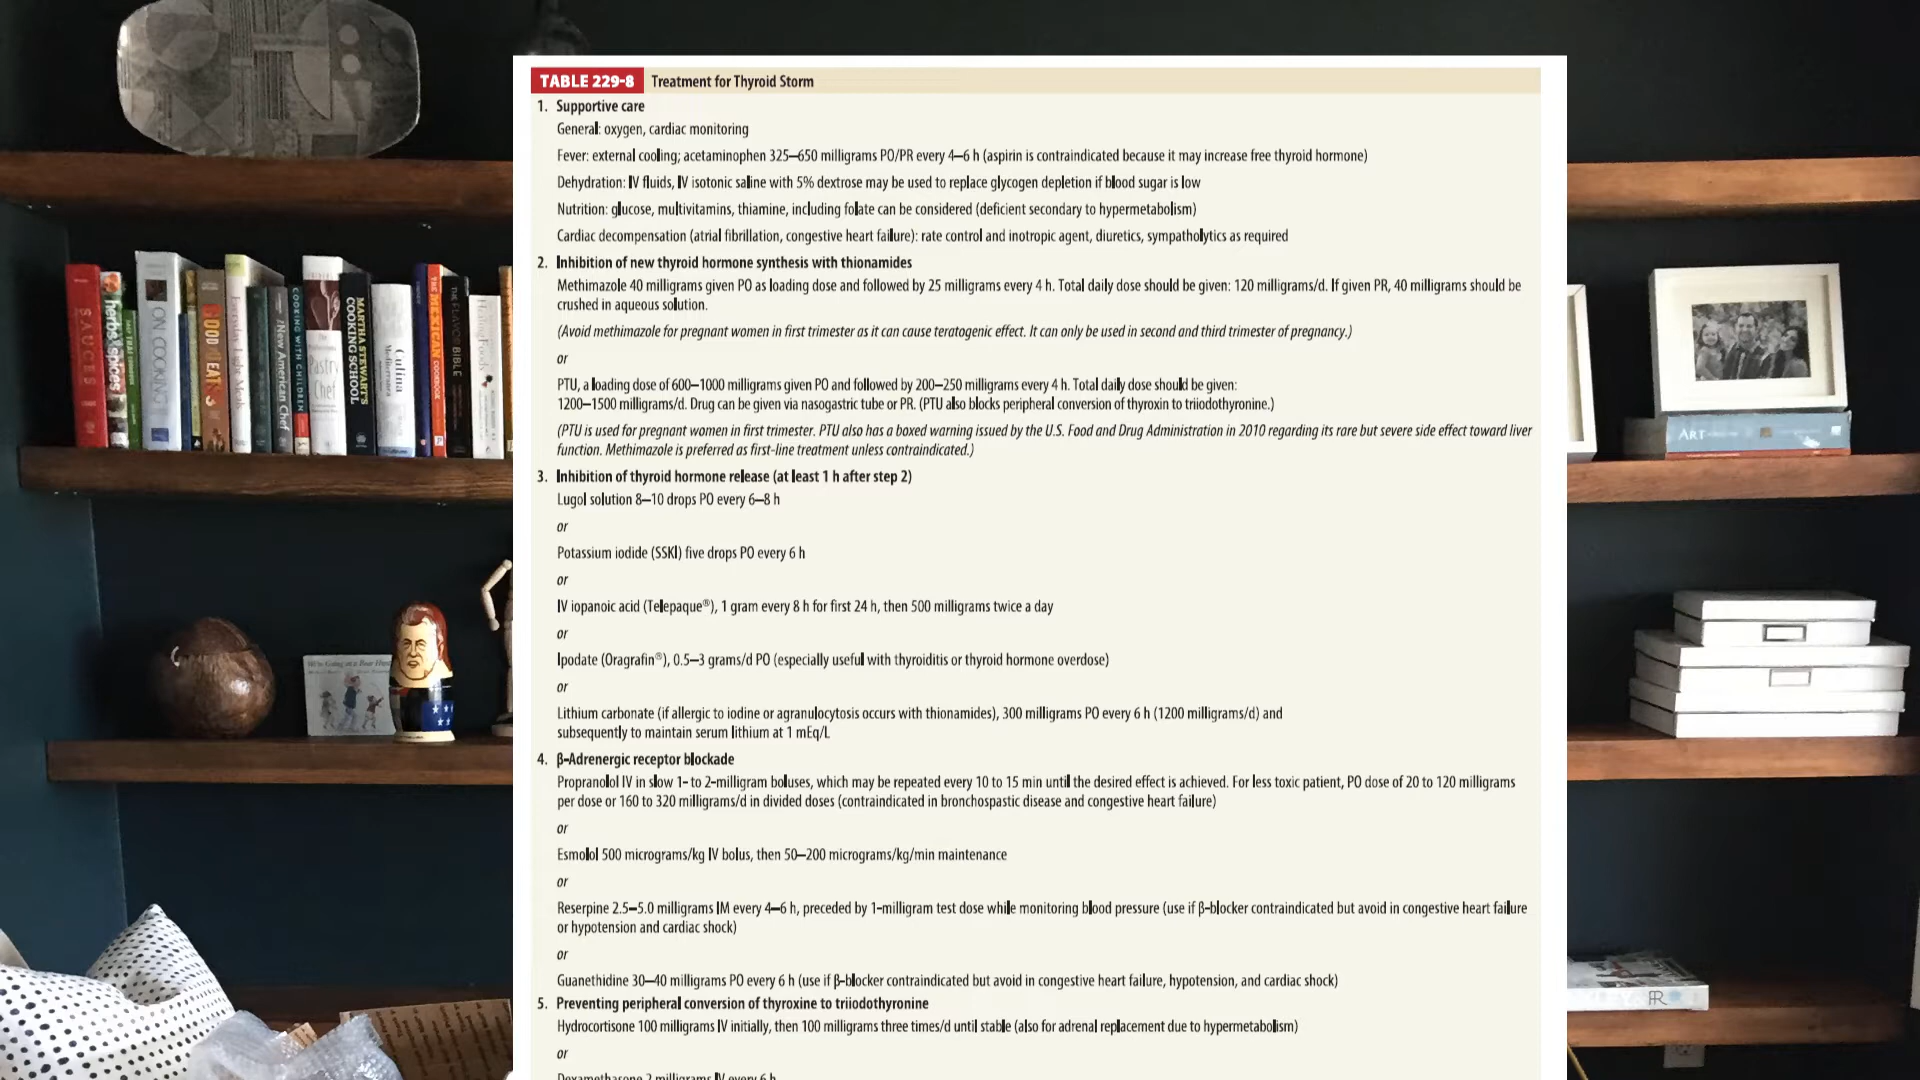 TABLE 229-8 Treatment for Thyroid Storm
1. Supportive care
General: oxygen, cardiac monitoring
Fever: external cooling; acetaminophen 325–650 milligrams PO/PR every 4–6 h (aspirin is contraindicated because it may increase free thyroid hormone)
Dehydration: IV fluids, IV isotonic saline with 5% dextrose may be used to replace glycogen depletion if blood sugar is low
Nutrition: glucose, multivitamins, thiamine, including folate can be considered (deficient secondary to hypermetabolism)
Cardiac decompensation (atrial fibrillation, congestive heart failure): rate control and inotropic agent, diuretics, sympatholytics as required
2. Inhibition of new thyroid hormone synthesis with thionamides
Methimazole 40 milligrams given PO as loading dose and followed by 25 milligrams every 4 h. Total daily dose should be given: 120 milligrams/d. If given PR, 40 milligrams should be
crushed in aqueous solution.
(Avoid methimazole for pregnant women in first trimester as it can cause teratogenic effect. It can only be used in second and third trimester of pregnancy.)
or
PTU, a loading dose of 600–1000 milligrams given PO and followed by 200–250 milligrams every 4 h. Total daily dose should be given:
1200–1500 milligrams/d. Drug can be given via nasogastric tube or PR. (PTU also blocks peripheral conversion of thyroxin to triiodothyronine.)
(PTU is used for pregnant women in first trimester. PTU also has a boxed warning issued by the U.S. Food and Drug Administration in 2010 regarding its rare but severe side effect toward liver
function. Methimazole is preferred as first-line treatment unless contraindicated.)
3. Inhibition of thyroid hormone release (at least 1 h after step 2)
Lugol solution 8–10 drops PO every 6–8 h
or
Potassium iodide (SSKI) five drops PO every 6 h
or
IV iopanoic acid (Telepaque®), 1 gram every 8 h for first 24 h, then 500 milligrams twice a day
or
Ipodate (Oragrafin®), 0.5–3 grams/d PO (especially useful with thyroiditis or thyroid hormone overdose)
or
Lithium carbonate (if allergic to iodine or agranulocytosis occurs with thionamides), 300 milligrams PO every 6 h (1200 milligrams/d) and
subsequently to maintain serum lithium at 1 mEq/L
4. β-Adrenergic receptor blockade
Propranolol IV in slow 1- to 2-milligram boluses, which may be repeated every 10 to 15 min until the desired effect is achieved. For less toxic patient, PO dose of 20 to 120 milligrams
per dose or 160 to 320 milligrams/d in divided doses (contraindicated in bronchospastic disease and congestive heart failure)
or
Esmolol 500 micrograms/kg IV bolus, then 50–200 micrograms/kg/min maintenance
or
Reserpine 2.5–5.0 milligrams IM every 4–6 h, preceded by 1-milligram test dose while monitoring blood pressure (use if β-blocker contraindicated but avoid in congestive heart failure
or hypotension and cardiac shock)
or
Guanethidine 30–40 milligrams PO every 6 h (use if β-blocker contraindicated but avoid in congestive heart failure, hypotension, and cardiac shock)
5. Preventing peripheral conversion of thyroxine to triiodothyronine
Hydrocortisone 100 milligrams IV initially, then 100 milligrams three times/d until stable (also for adrenal replacement due to hypermetabolism)
or
Dexamethasone 2 milligrams IV every 6 h
SAUCES
herbs & spices
ON COOKING
GOOD EATS
Everyday Light Meals
The New American Chef
COOKING WITH CHILDREN
Pastry Chef
MARTHA STEWART'S
COOKING SCHOOL
Culina
Mediterranea
THE MEXICAN COOKBOOK
THE FLAVOR BIBLE
Healing Foods
We're Going on a Bear Hunt
ART